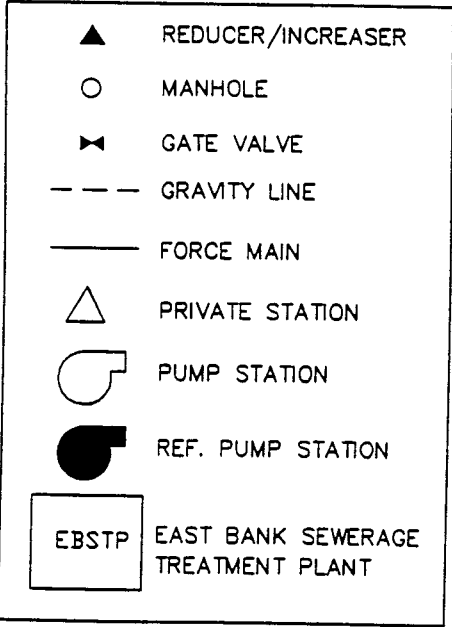 REDUCER/INCREASER
MANHOLE
GATE VALVE
GRAVITY LINE
FORCE MAIN
PRIVATE STATION
PUMP STATION
REF. PUMP STATION
EBSTP
EAST BANK SEWERAGE
TREATMENT PLANT